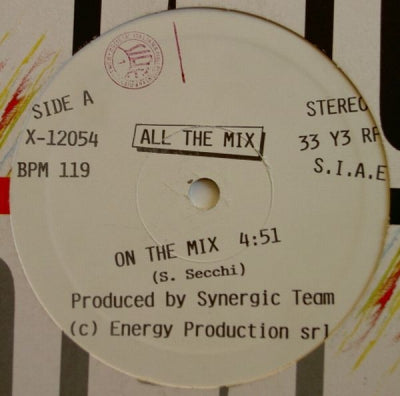 SIDE A
STEREO
X-12054
ALL THE MIX
33 Y3 RP
BPM 119
S.I.A.E
ON THE MIX 4:51
(S. Secchi)
Produced by Synergic Team
(c) Energy Production srl